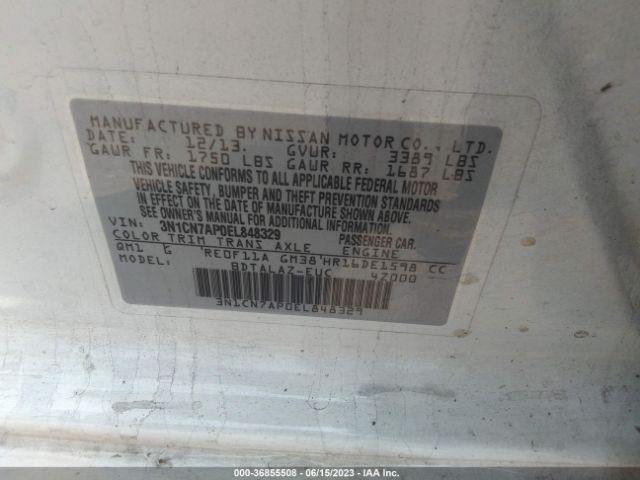 MANUFACTURED BY NISSAN MOTOR CO., LTD.
DATE: 12/13. GVWR: 3389 LBS
GAWR FR: 1750 LBS GAWR RR: 1687 LBS
THIS VEHICLE CONFORMS TO ALL APPLICABLE FEDERAL MOTOR
VEHICLE SAFETY, BUMPER AND THEFT PREVENTION STANDARDS
IN EFFECT ON THE DATE OF MANUFACTURE SHOWN ABOVE.
SEE OWNER'S MANUAL FOR ADDITIONAL INFORMATION.
VIN: 3N1CN7AP0EL848329 PASSENGER CAR.
COLOR TRIM TRANS AXLE ENGINE
QM1 G RE0F11A GM38 HR16DE1598 CC
MODEL: BDTALAZ-EUC 47000
3N1CN7AP0EL848329
000-36855508 - 06/15/2023 - IAA Inc.